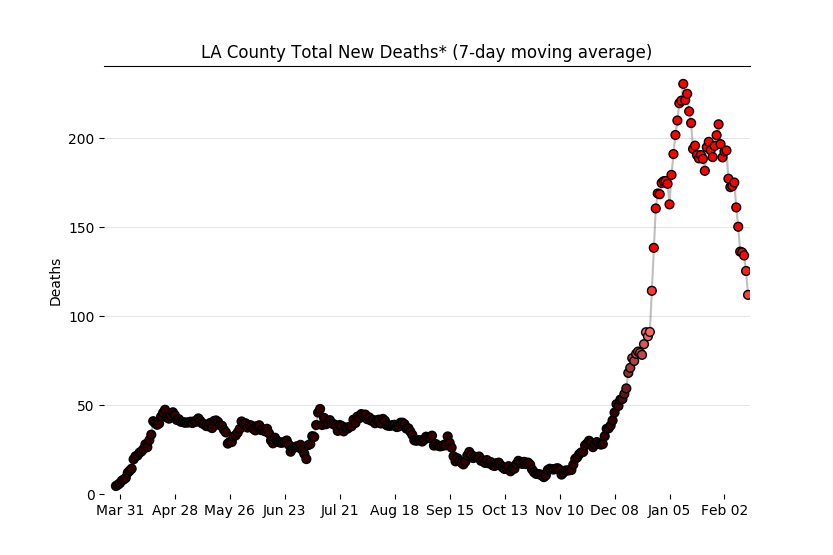 LA County Total New Deaths* (7-day moving average)
Deaths
200
150
100
50
0
Mar 31 Apr 28 May 26 Jun 23 Jul 21 Aug 18 Sep 15 Oct 13 Nov 10 Dec 08 Jan 05 Feb 02